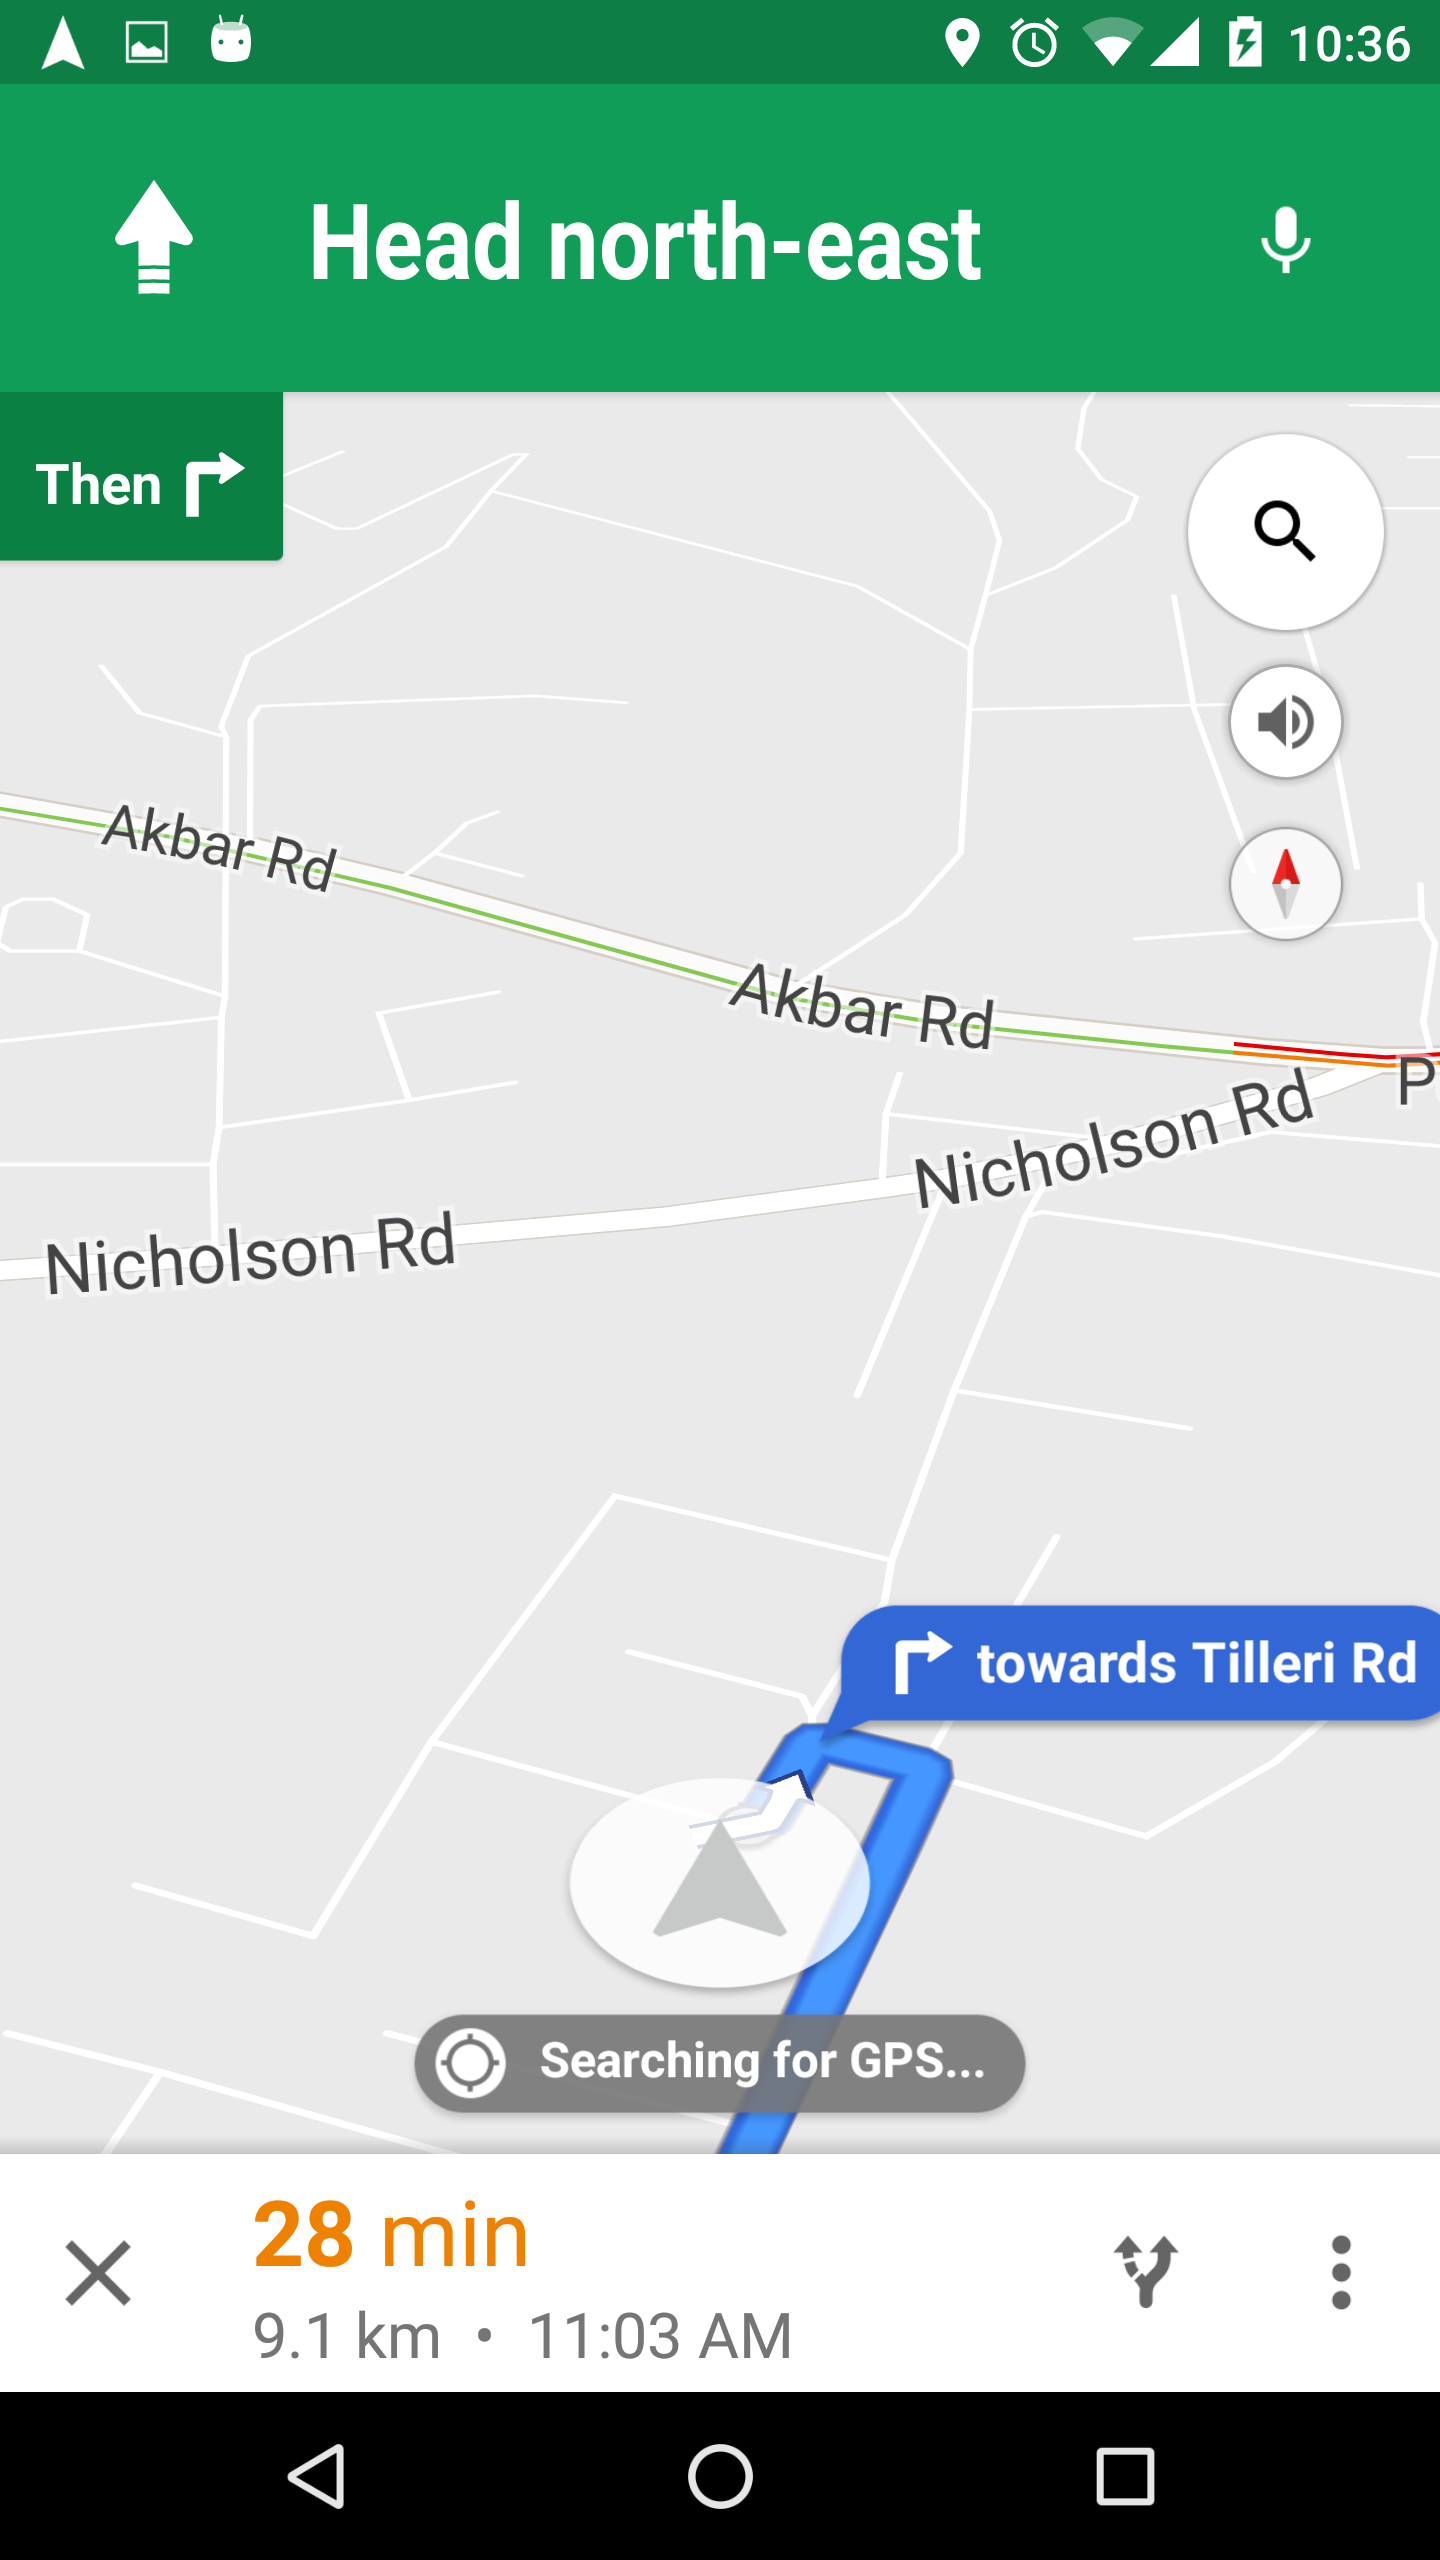 10:36
Head north-east
Then
Akbar Rd
Akbar Rd
P
Nicholson Rd
Nicholson Rd
towards Tilleri Rd
Searching for GPS...
28 min
9.1 km • 11:03 AM